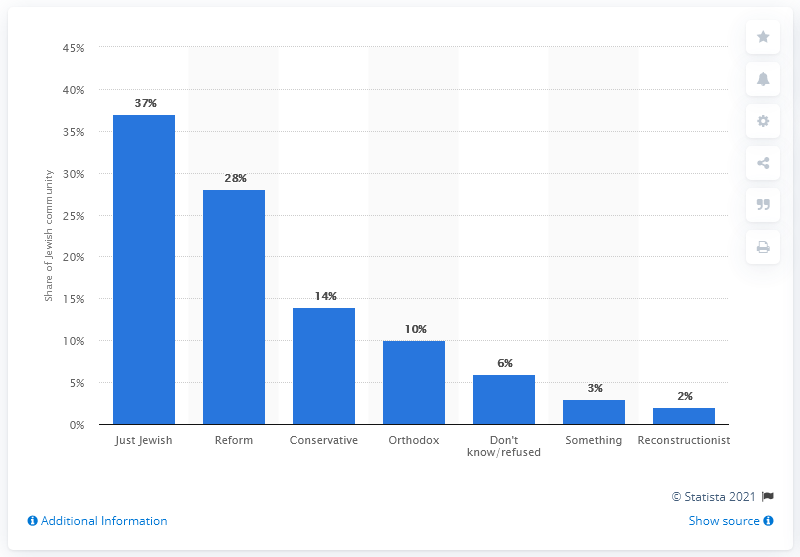 45%
40%
35%
30%
25%
20%
15%
10%
5%
0%
Share of Jewish community
37%
28%
14%
10%
6%
3%
2%
Just Jewish
Reform
Conservative
Orthodox
Don't
know/refused
Something
Reconstructionist
© Statista 2021
Additional Information
Show source